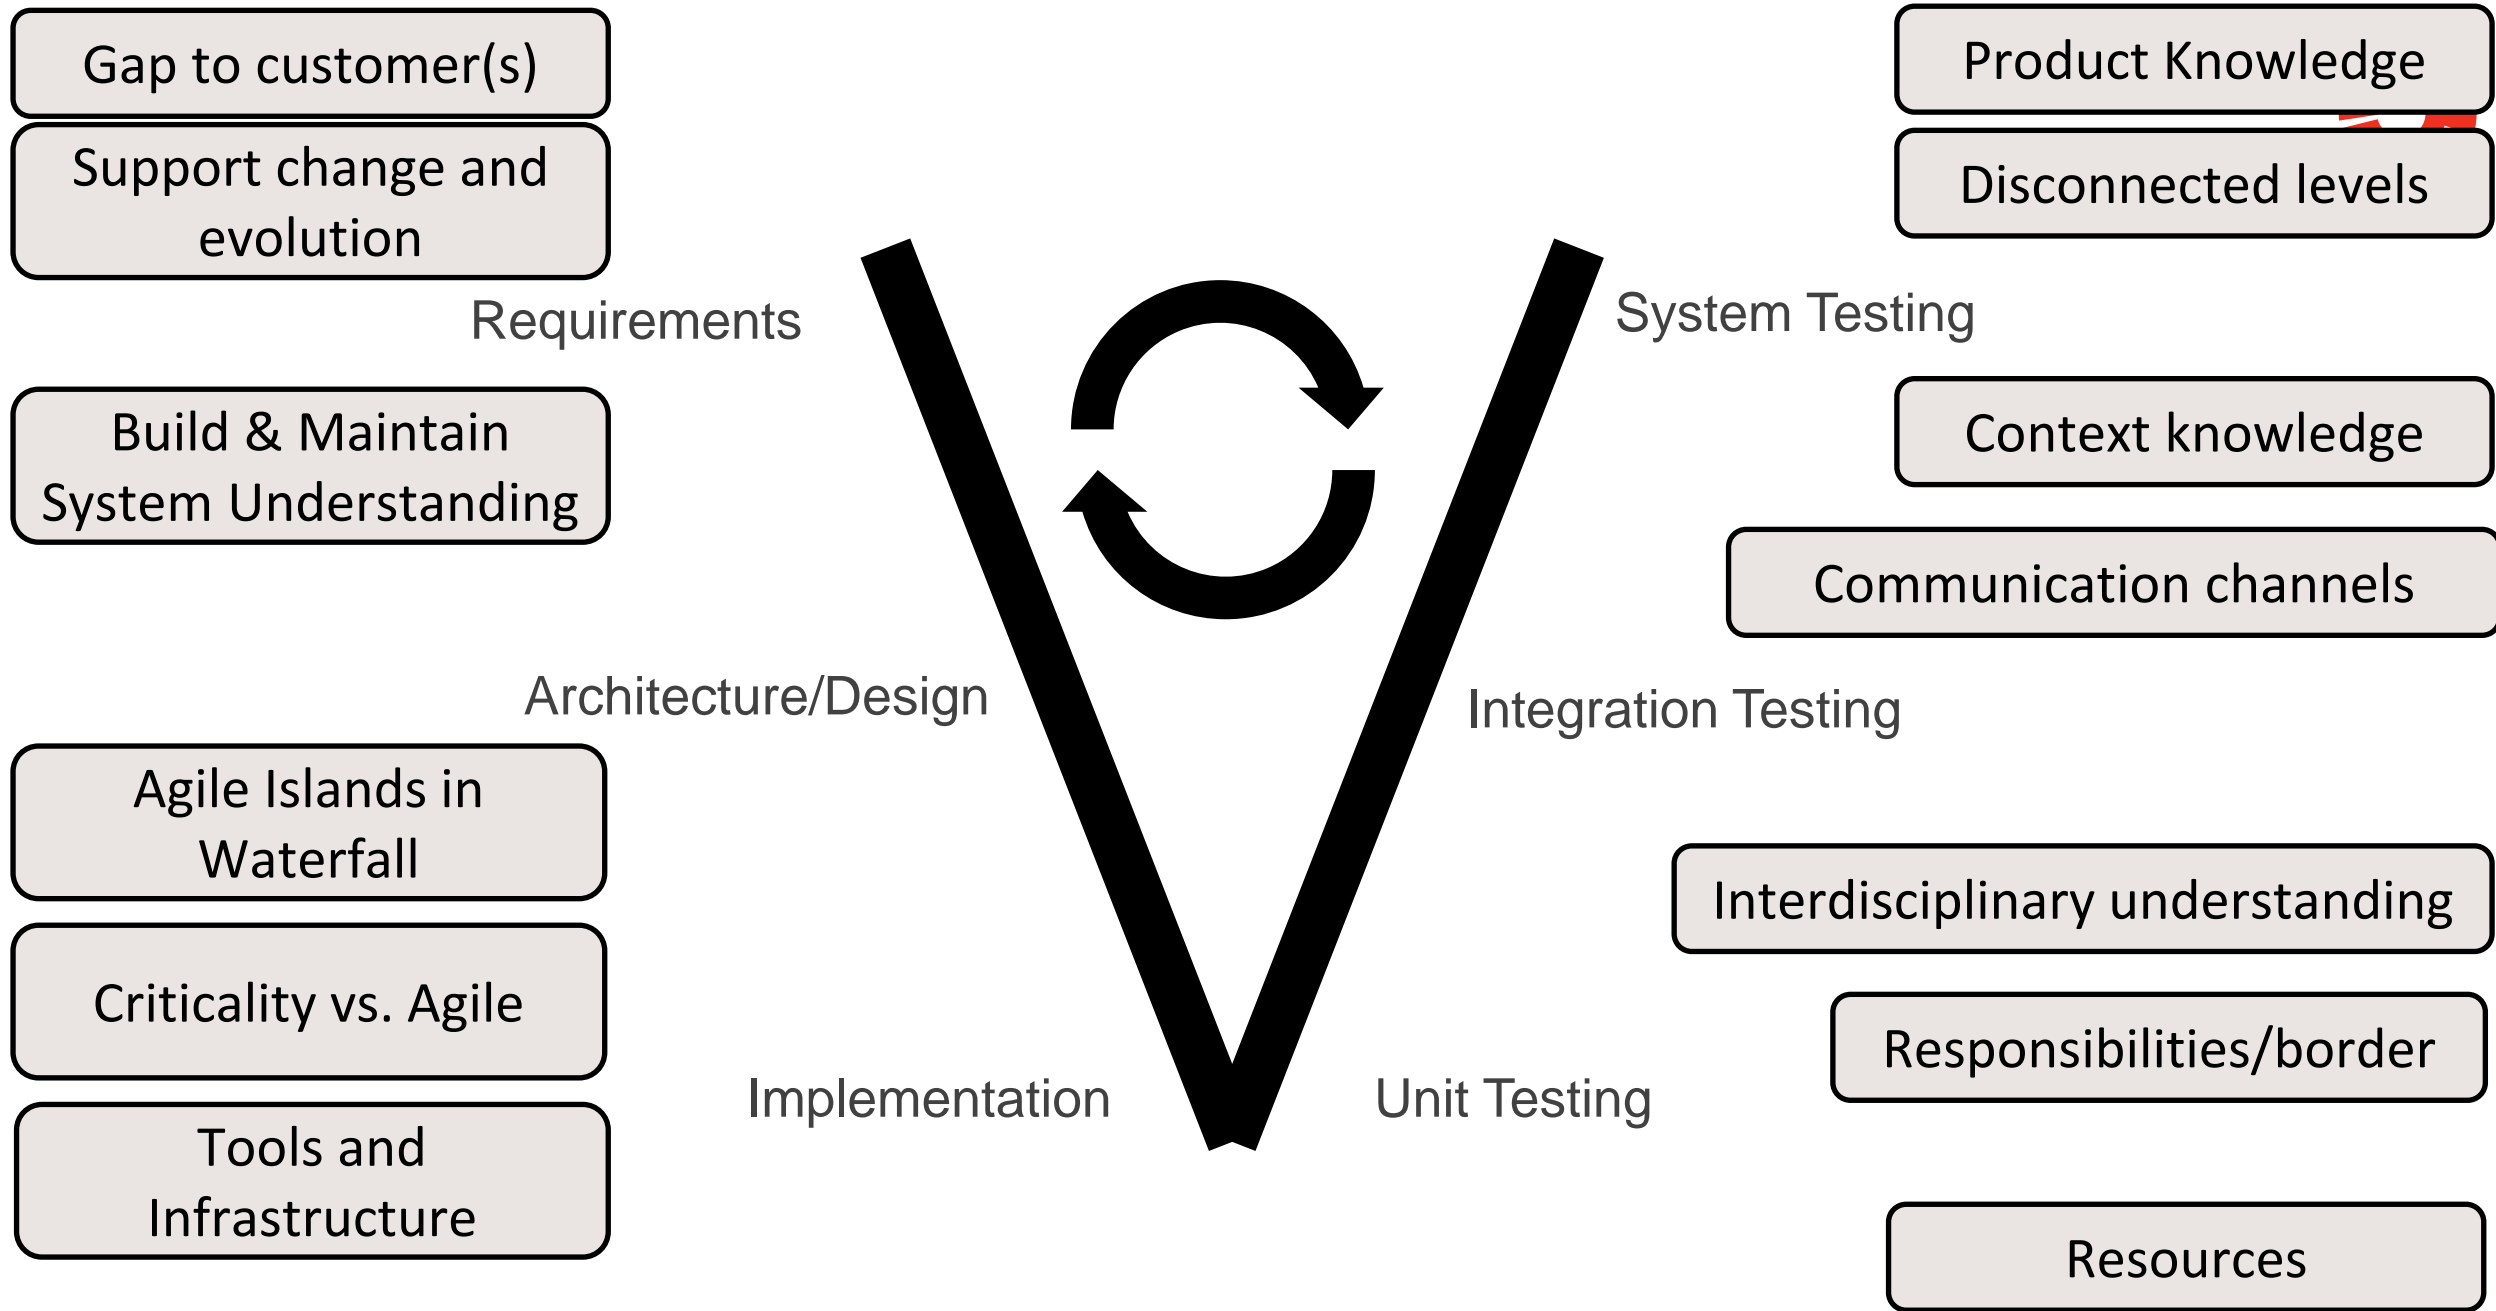 Gap to customer(s)
Support change and
evolution
Requirements
Build & Maintain
System Understanding
Architecture/Design
Agile Islands in
Waterfall
Criticality vs. Agile
Implementation
Tools and
Infrastructure
Product Knowledge
Disconnected levels
System Testing
Context knowledge
Communication channels
Integration Testing
Interdisciplinary understanding
Responsibilities/border
Unit Testing
Resources